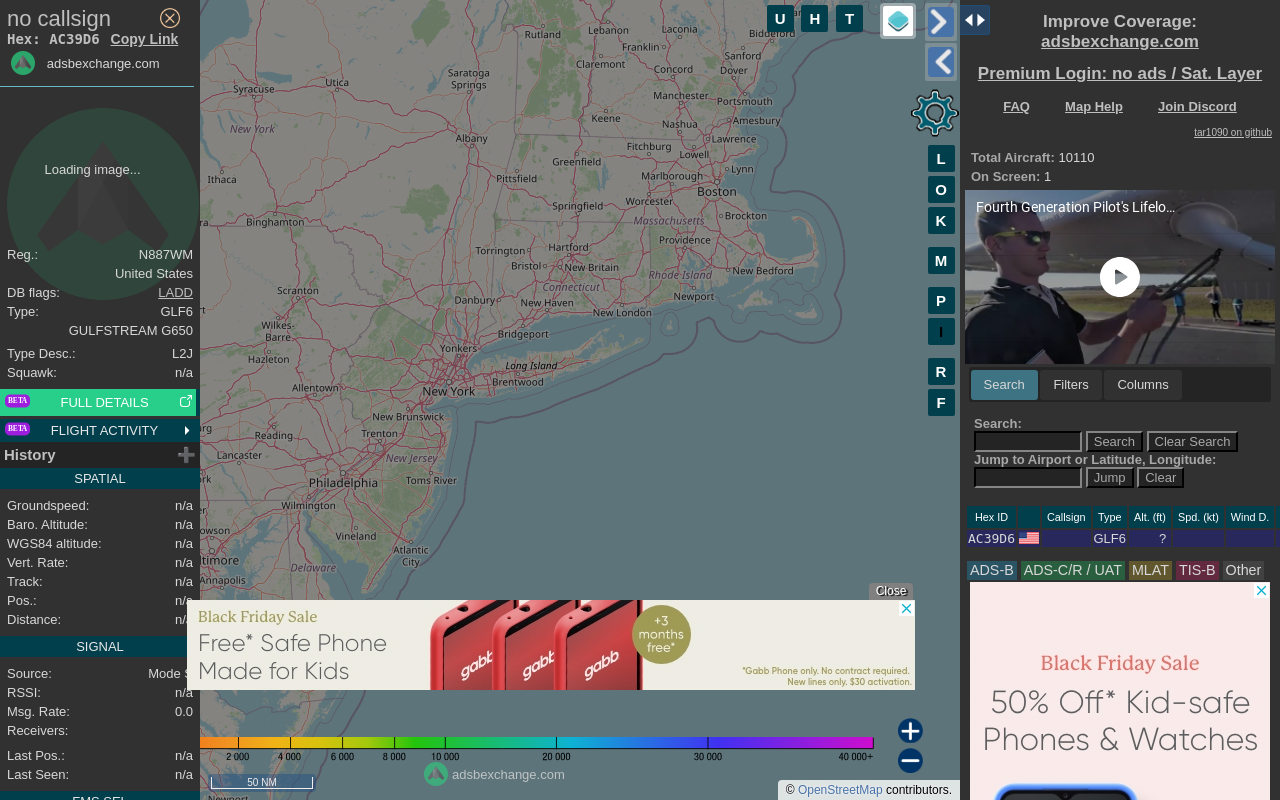 no callsign
Hex: AC39D6 Copy Link
adsbexchange.com
Loading image...
Reg.: N887WM
United States
DB flags: LADD
Type: GLF6
GULFSTREAM G650
Type Desc.: L2J
Squawk: n/a
BETA FULL DETAILS
BETA FLIGHT ACTIVITY
History
SPATIAL
Groundspeed: n/a
Baro. Altitude: n/a
WGS84 altitude: n/a
Vert. Rate: n/a
Track: n/a
Pos.: n/a
Distance: n/a
SIGNAL
Source: Mode S
RSSI: n/a
Msg. Rate: 0.0
Receivers:
Last Pos.: n/a
Last Seen: n/a
FMS SEL
U H T
L
O
K
M
P
I
R
F
Rutland
Lebanon
Laconia
Biddeford
Franklin
Sanford
Claremont
Concord
Dover
Saratoga
Springs
Utica
Syracuse
Manchester
Portsmouth
Keene
Nashua
Amesbury
New York
Albany
Lawrence
Fitchburg
Lowell
Greenfield
Ithaca
Pittsfield
Marlborough
Lynn
Boston
Worcester
Springfield
Massachusetts
Brockton
Binghamton
Providence
Torrington
Hartford
Bristol
New Britain
Rhode Island
New Bedford
Connecticut
Scranton
Danbury
New Haven
Newport
New London
Wilkes-
Barre
Bridgeport
Yonkers
Hazleton
Long Island
Allentown
New York
Brentwood
New Brunswick
Reading
Trenton
Lancaster
New Jersey
Philadelphia
Toms River
Wilmington
Vineland
Atlantic
City
Annapolis
Delaware
Close
Black Friday Sale
Free* Safe Phone
Made for Kids
gabb
gabb
gabb
+3
months
free*
*Gabb Phone only. No contract required.
New lines only. $30 activation.
2 000 4 000 6 000 8 000 10 000 20 000 30 000 40 000+
adsbexchange.com
50 NM
© OpenStreetMap contributors.
Improve Coverage:
adsbexchange.com
Premium Login: no ads / Sat. Layer
FAQ Map Help Join Discord
tar1090 on github
Total Aircraft: 10110
On Screen: 1
Fourth Generation Pilot's Lifelo...
Search Filters Columns
Search:
Search Clear Search
Jump to Airport or Latitude, Longitude:
Jump Clear
Hex ID Callsign Type Alt. (ft) Spd. (kt) Wind D.
AC39D6 GLF6 ?
ADS-B ADS-C/R / UAT MLAT TIS-B Other
Black Friday Sale
50% Off* Kid-safe
Phones & Watches